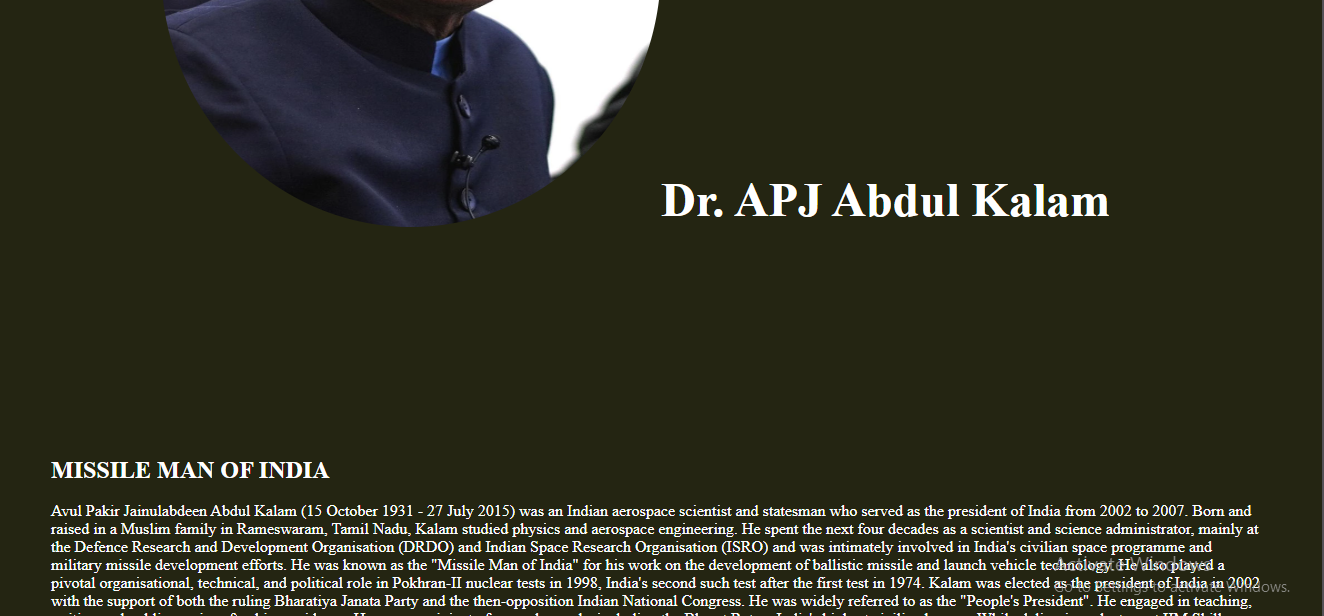 Dr. APJ Abdul Kalam
MISSILE MAN OF INDIA
Avul Pakir Jainulabdeen Abdul Kalam (15 October 1931 - 27 July 2015) was an Indian aerospace scientist and statesman who served as the president of India from 2002 to 2007. Born and
raised in a Muslim family in Rameswaram, Tamil Nadu, Kalam studied physics and aerospace engineering. He spent the next four decades as a scientist and science administrator, mainly at
the Defence Research and Development Organisation (DRDO) and Indian Space Research Organisation (ISRO) and was intimately involved in India's civilian space programme and
military missile development efforts. He was known as the "Missile Man of India" for his work on the development of ballistic missile and launch vehicle technology. He also played a
pivotal organisational, technical, and political role in Pokhran-II nuclear tests in 1998, India's second such test after the first test in 1974. Kalam was elected as the president of India in 2002
with the support of both the ruling Bharatiya Janata Party and the then-opposition Indian National Congress. He was widely referred to as the "People's President". He engaged in teaching,
Activate Windows
Go to Settings to activate Windows.